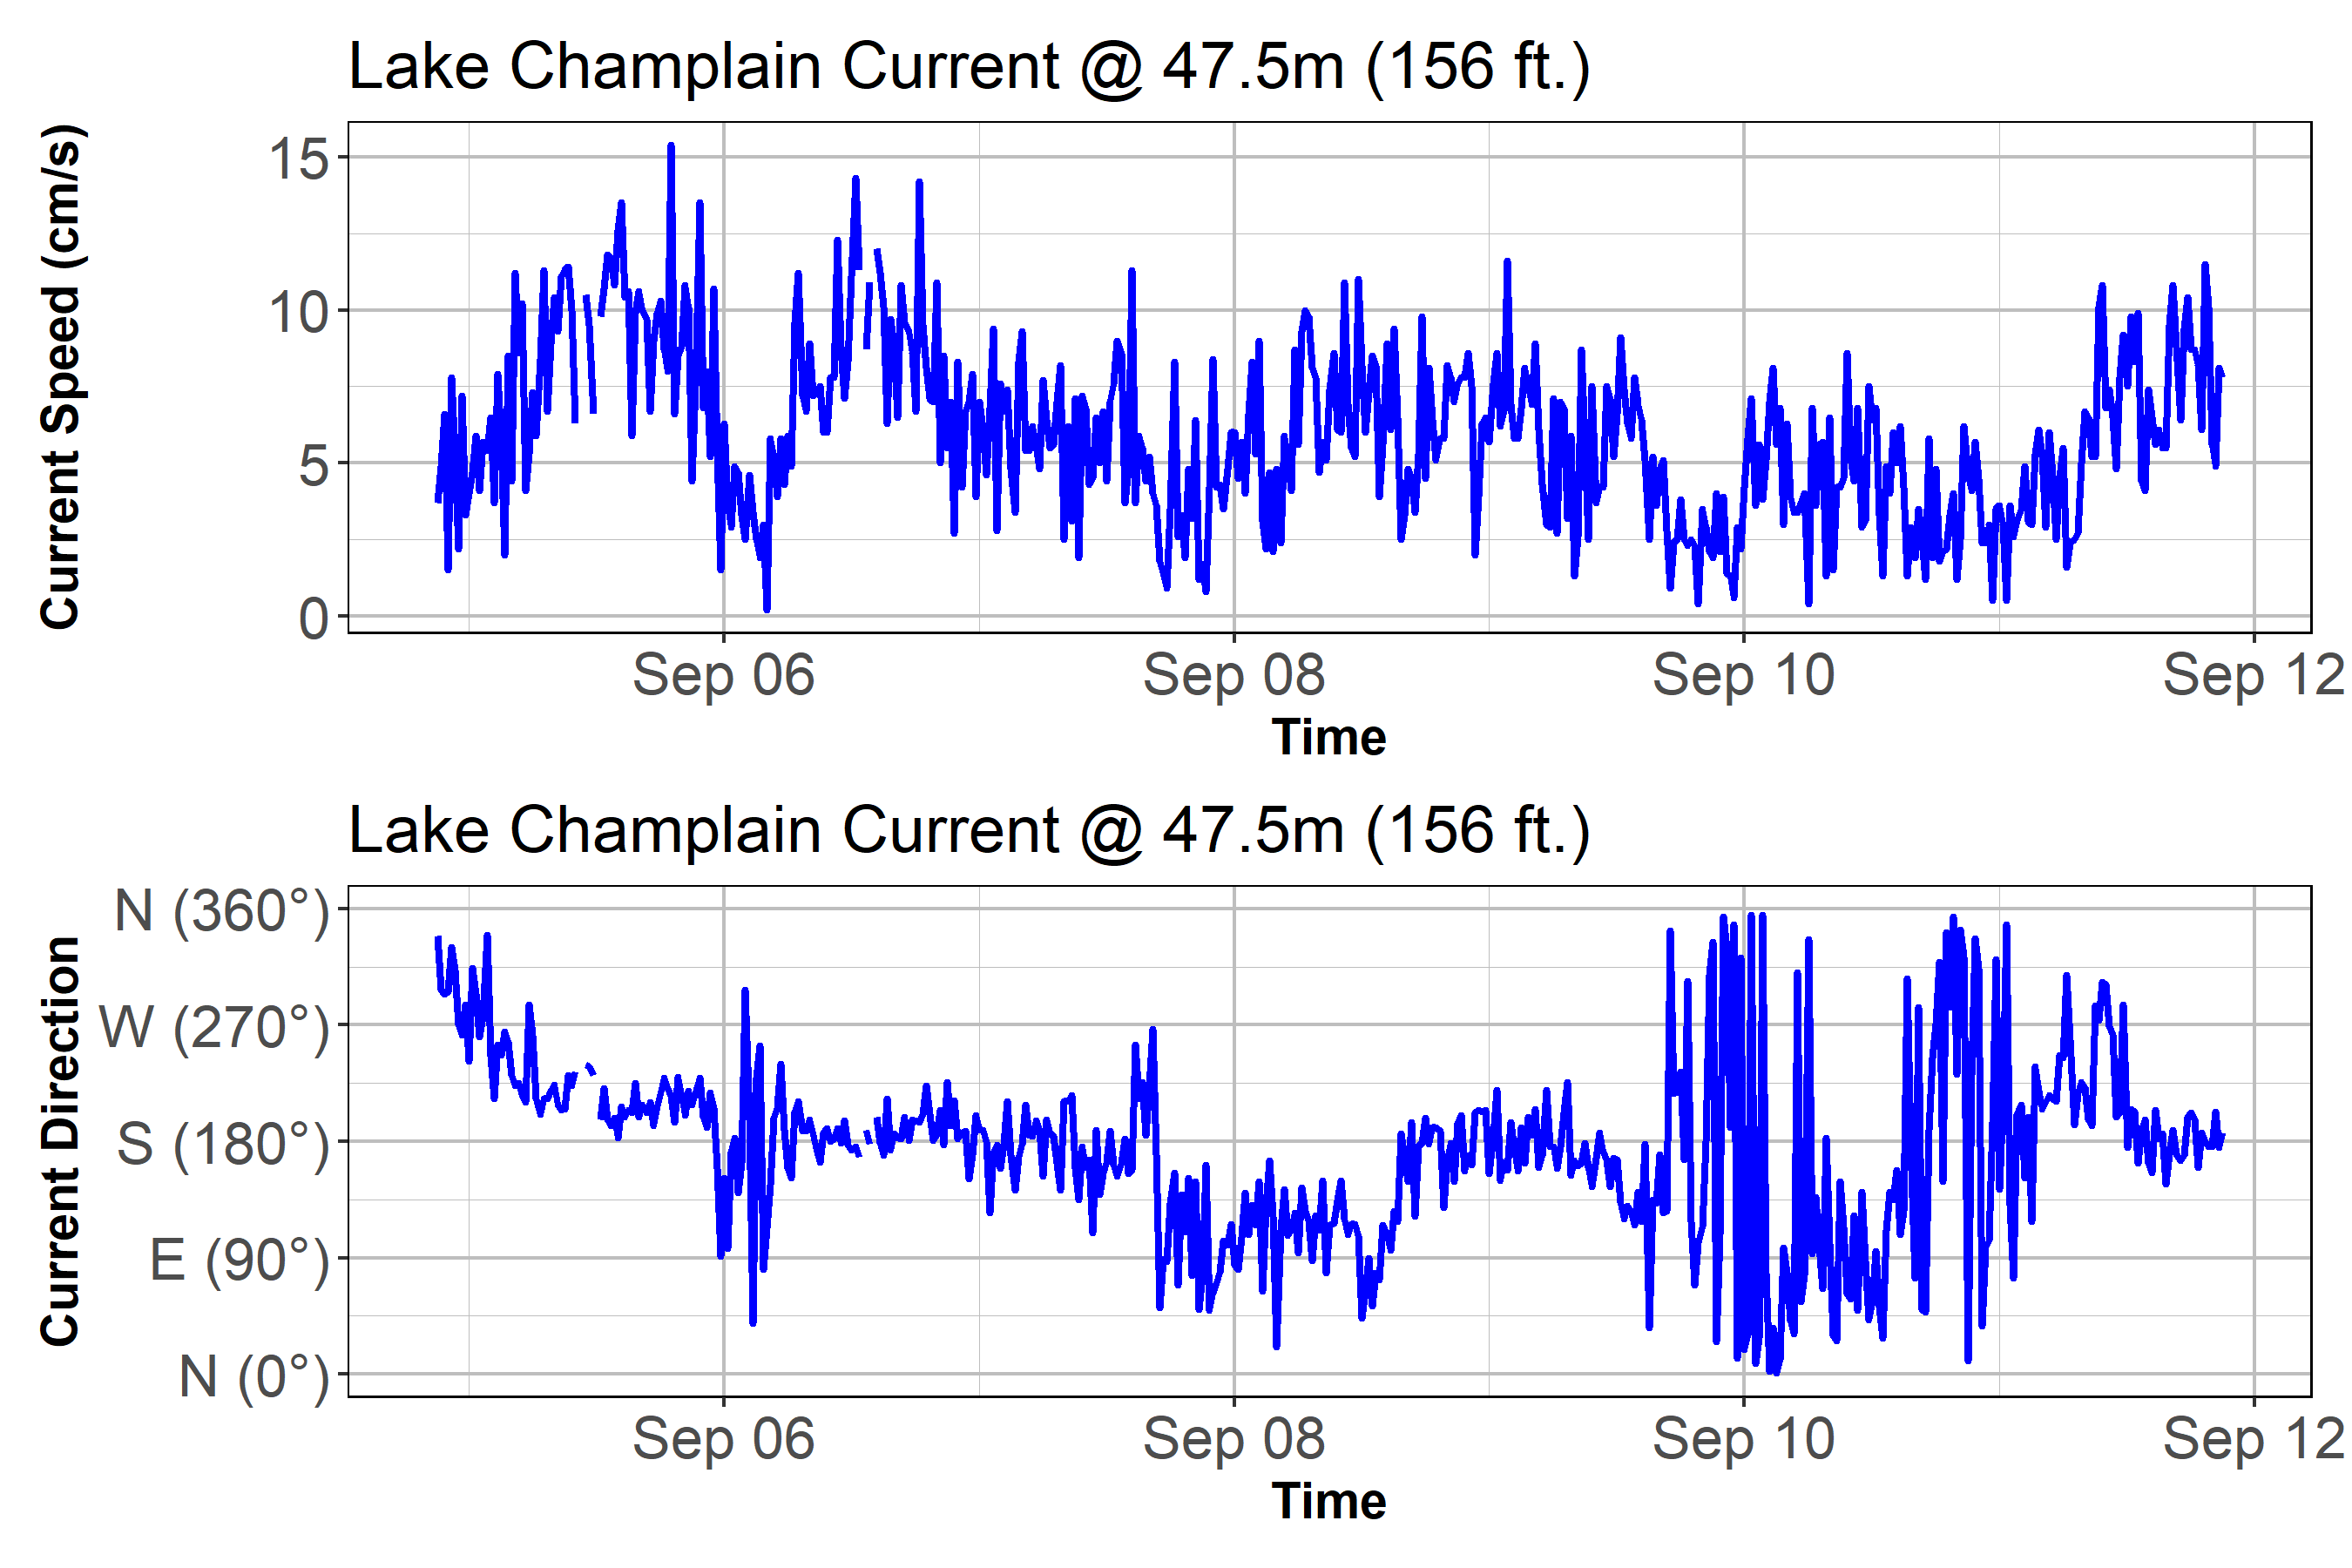 Lake Champlain Current @ 47.5m (156 ft.)
Current Speed (cm/s)
15
10
5
0
Sep 06 Sep 08 Sep 10 Sep 12
Time
Lake Champlain Current @ 47.5m (156 ft.)
Current Direction
N (360°)
W (270°)
S (180°)
E (90°)
N (0°)
Sep 06 Sep 08 Sep 10 Sep 12
Time